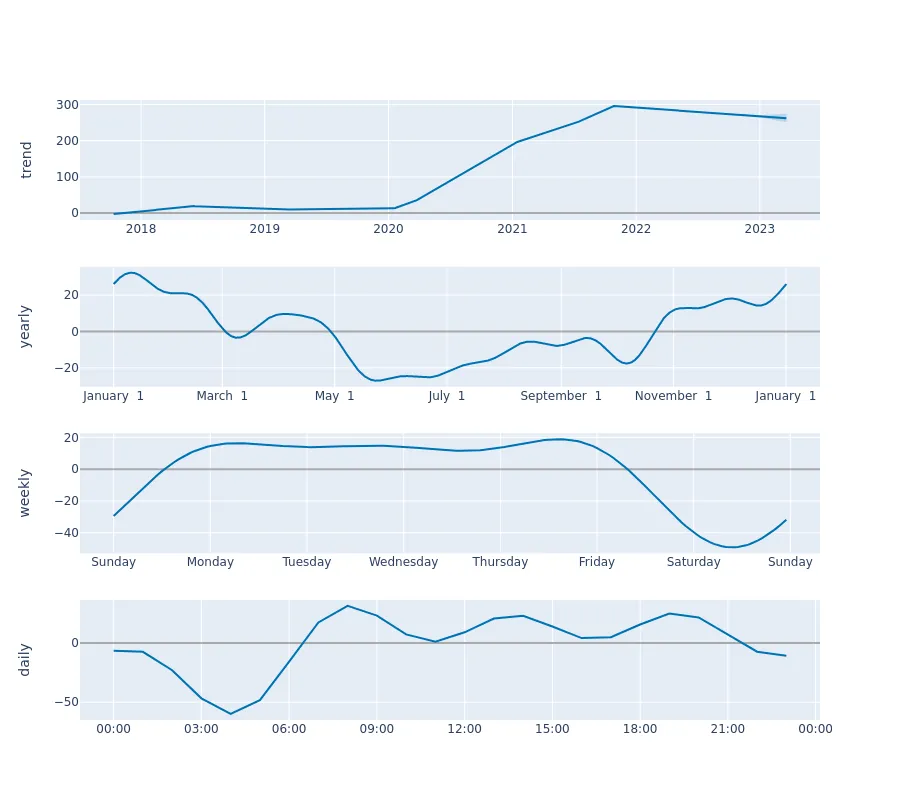 trend
300
200
100
0
2018 2019 2020 2021 2022 2023
yearly
20
0
−20
January 1 March 1 May 1 July 1 September 1 November 1 January 1
weekly
20
0
−20
−40
Sunday Monday Tuesday Wednesday Thursday Friday Saturday Sunday
daily
0
−50
00:00 03:00 06:00 09:00 12:00 15:00 18:00 21:00 00:00